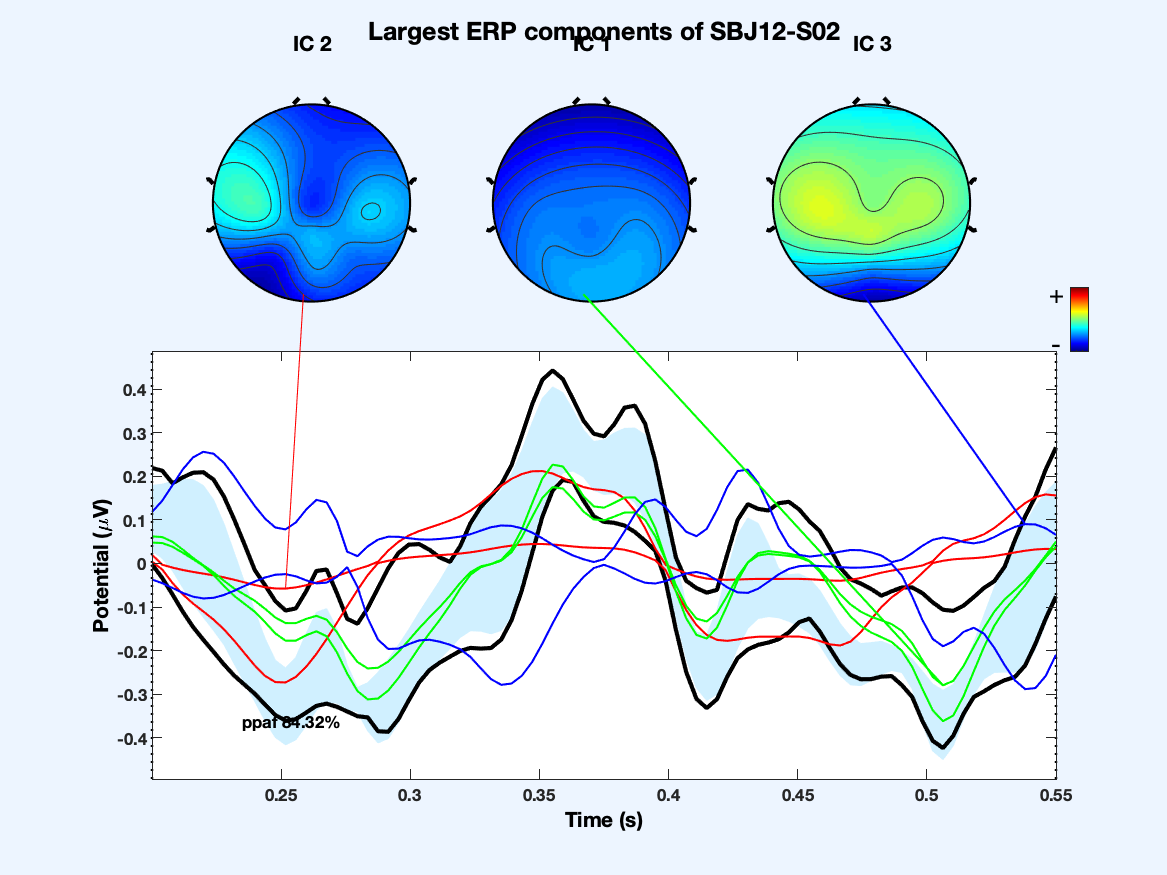 Largest ERP components of SBJ12-S02
IC 2
IC 1
IC 3
+
-
0.4
0.3
0.2
0.1
0
-0.1
-0.2
-0.3
-0.4
Potential (μV)
ppaf 84.32%
0.25
0.3
0.35
0.4
0.45
0.5
0.55
Time (s)